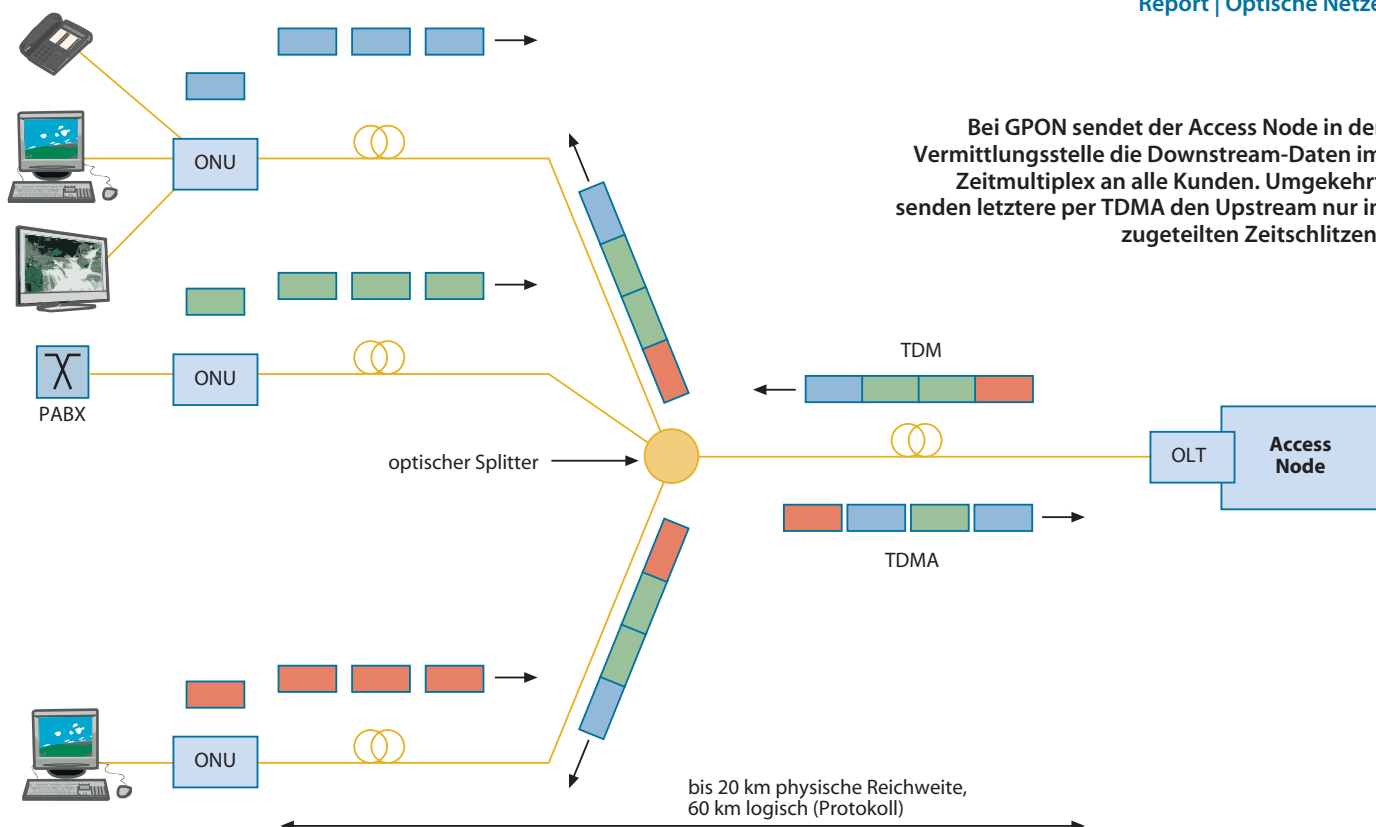 Report | Optische Netze
Bei GPON sendet der Access Node in der
Vermittlungsstelle die Downstream-Daten im
Zeitmultiplex an alle Kunden. Umgekehrt
senden letztere per TDMA den Upstream nur in
zugeteilten Zeitschlitzen
ONU
ONU
PABX
TDM
optischer Splitter
OLT
Access
Node
TDMA
ONU
bis 20 km physische Reichweite,
60 km logisch (Protokoll)